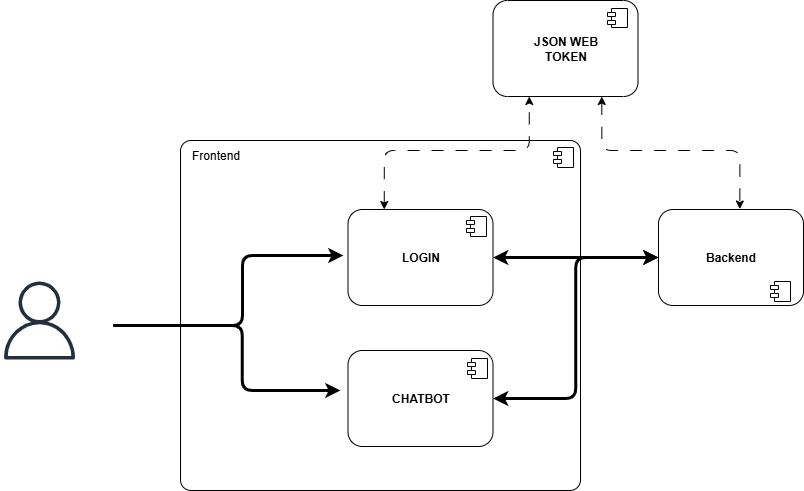 JSON WEB
TOKEN
Frontend
LOGIN
Backend
CHATBOT